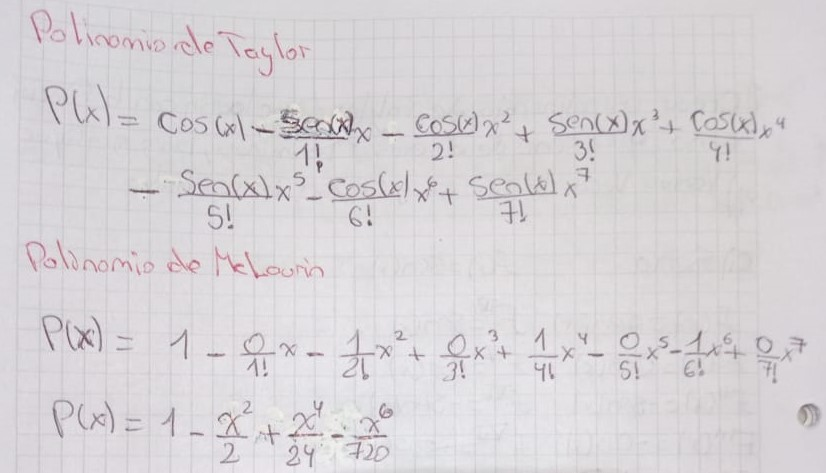 Polinomio de Taylor
P(x) = cos(x) - sen(x)/1! x - cos(x)/2! x² + sen(x)/3! x³ + cos(x)/4! x⁴
- sen(x)/5! x⁵ - cos(x)/6! x⁶ + sen(x)/7! x⁷
Polinomio de McLaurin
P(x) = 1 - 0/1! x - 1/2! x² + 0/3! x³ + 1/4! x⁴ - 0/5! x⁵ - 1/6! x⁶ + 0/7! x⁷
P(x) = 1 - x²/2 + x⁴/24 - x⁶/720